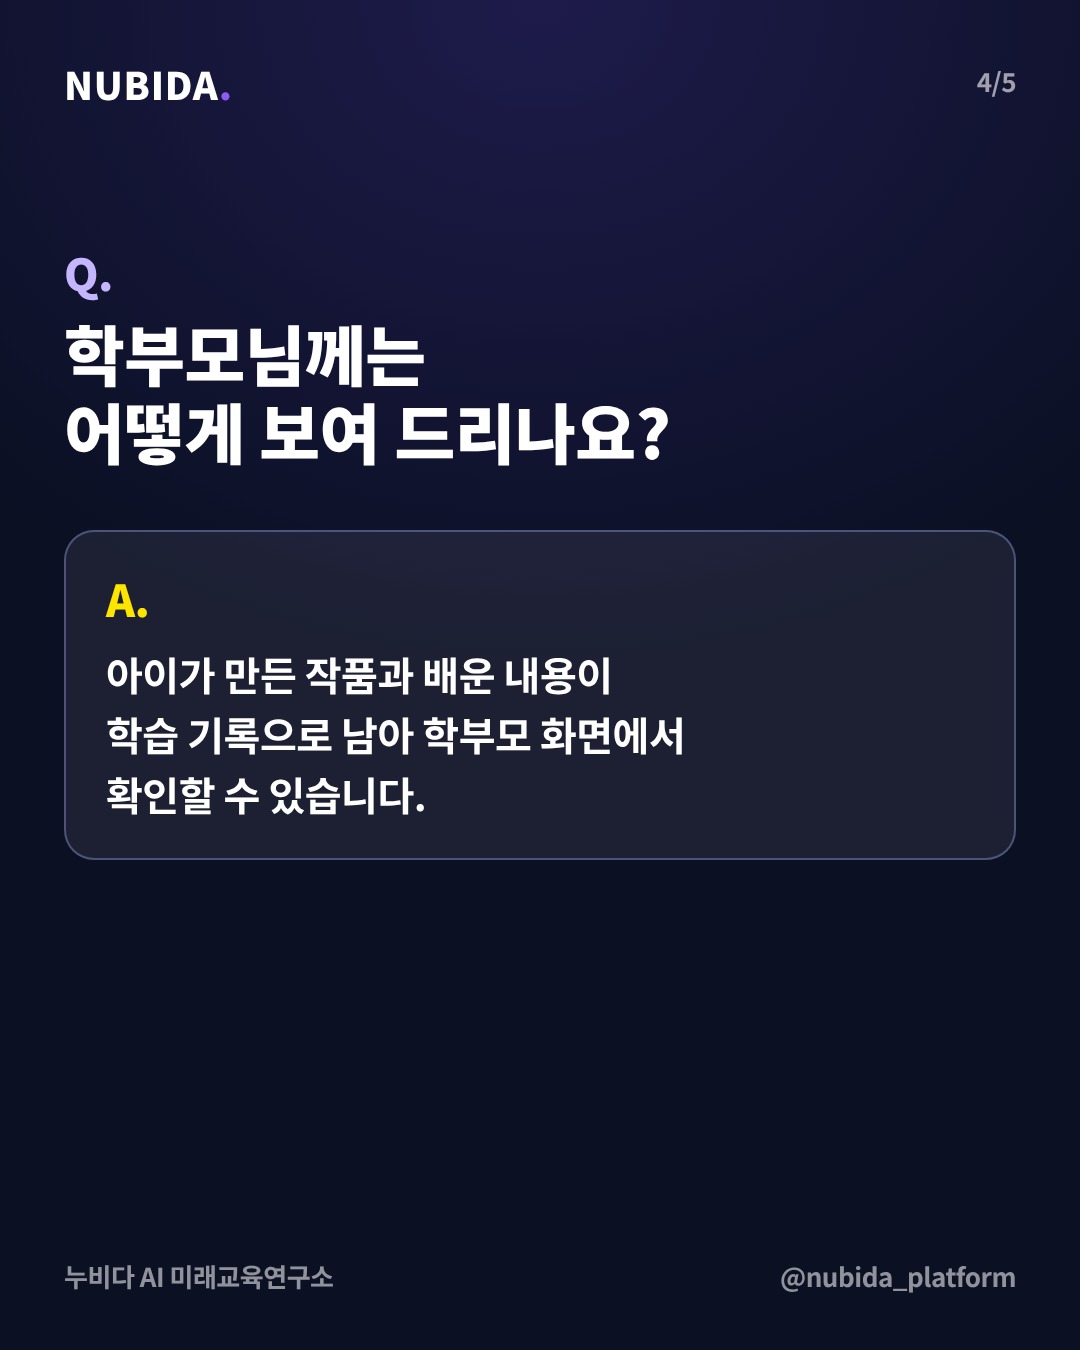 NUBIDA.
4/5
Q.
학부모님께는
어떻게 보여 드리나요?
A.
아이가 만든 작품과 배운 내용이
학습 기록으로 남아 학부모 화면에서
확인할 수 있습니다.
누비다 AI 미래교육연구소
@nubida_platform